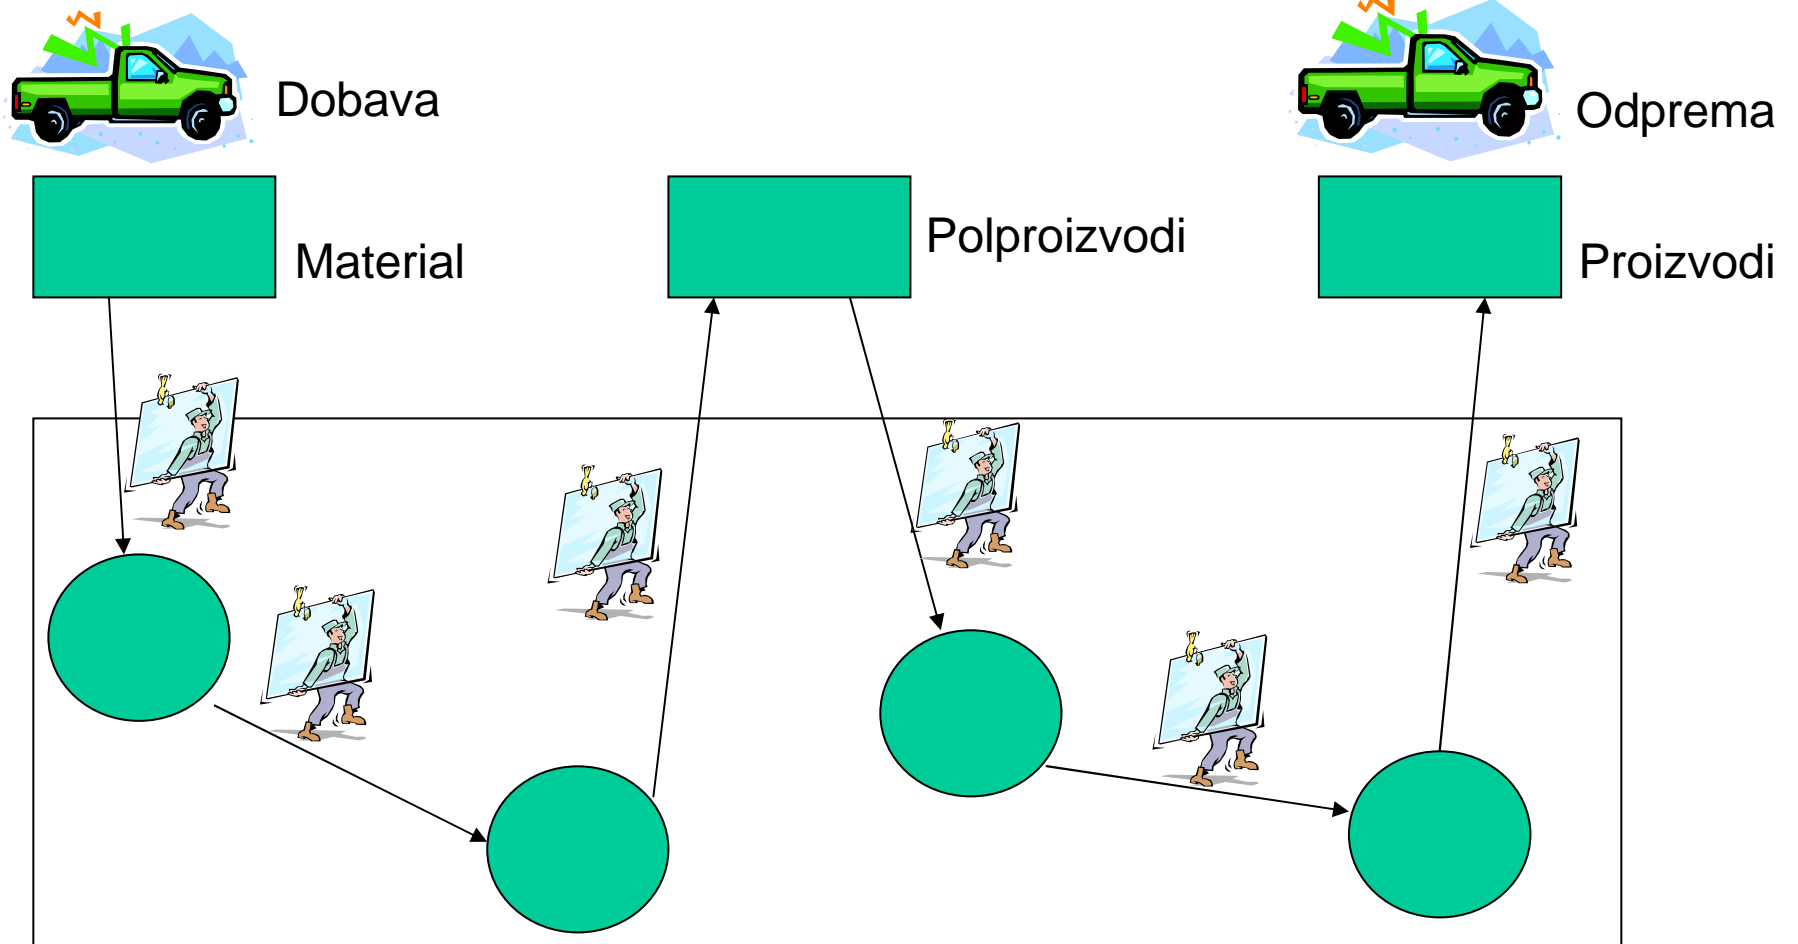 Dobava
Odprema
Material
Polproizvodi
Proizvodi